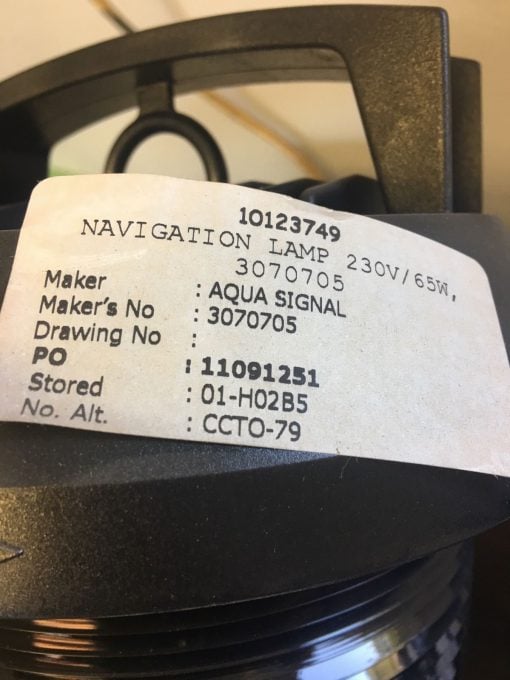 10123749
NAVIGATION LAMP 230V/65W,
3070705
Maker : AQUA SIGNAL
Maker's No : 3070705
Drawing No :
PO : 11091251
Stored : 01-H02B5
No. Alt. : CCTO-79